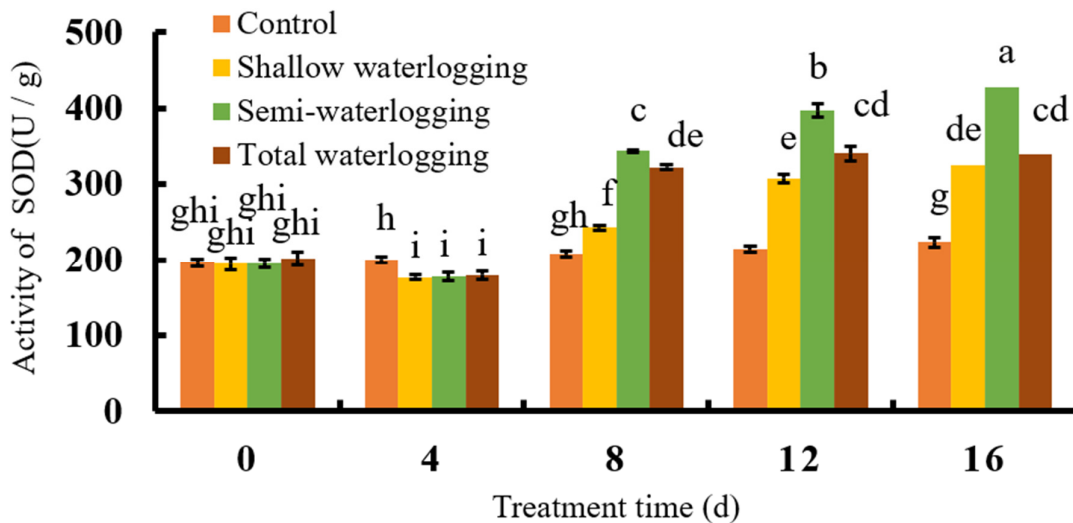 Activity of SOD(U / g)
500
400
300
200
100
0
Control
Shallow waterlogging
Semi-waterlogging
Total waterlogging
ghi
ghi
ghi
ghi
h
i
i
i
gh
f
c
de
e
b
cd
g
de
a
cd
0
4
8
12
16
Treatment time (d)